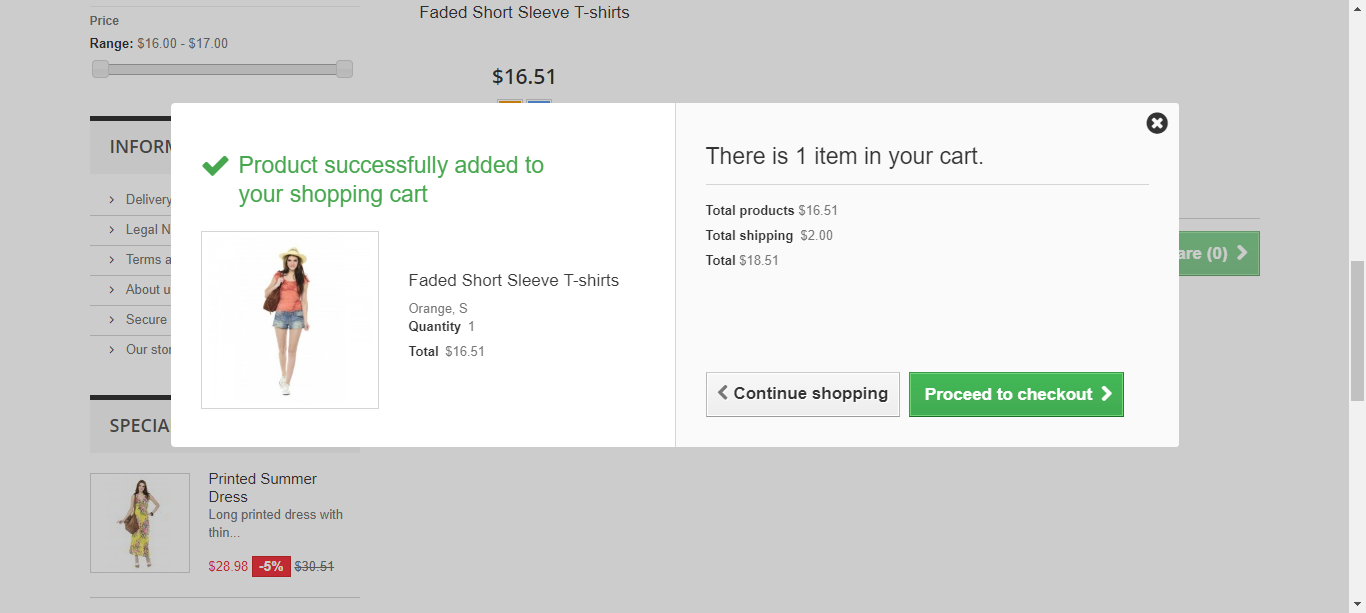 Price
Range: $16.00 - $17.00
Faded Short Sleeve T-shirts
$16.51
INFORM
Delivery
Legal N
Terms a
About u
Secure
Our stor
Product successfully added to
your shopping cart
Faded Short Sleeve T-shirts
Orange, S
Quantity 1
Total $16.51
There is 1 item in your cart.
Total products $16.51
Total shipping $2.00
Total $18.51
Continue shopping
Proceed to checkout
are (0)
SPECIA
Printed Summer
Dress
Long printed dress with
thin...
$28.98 -5% $30.51